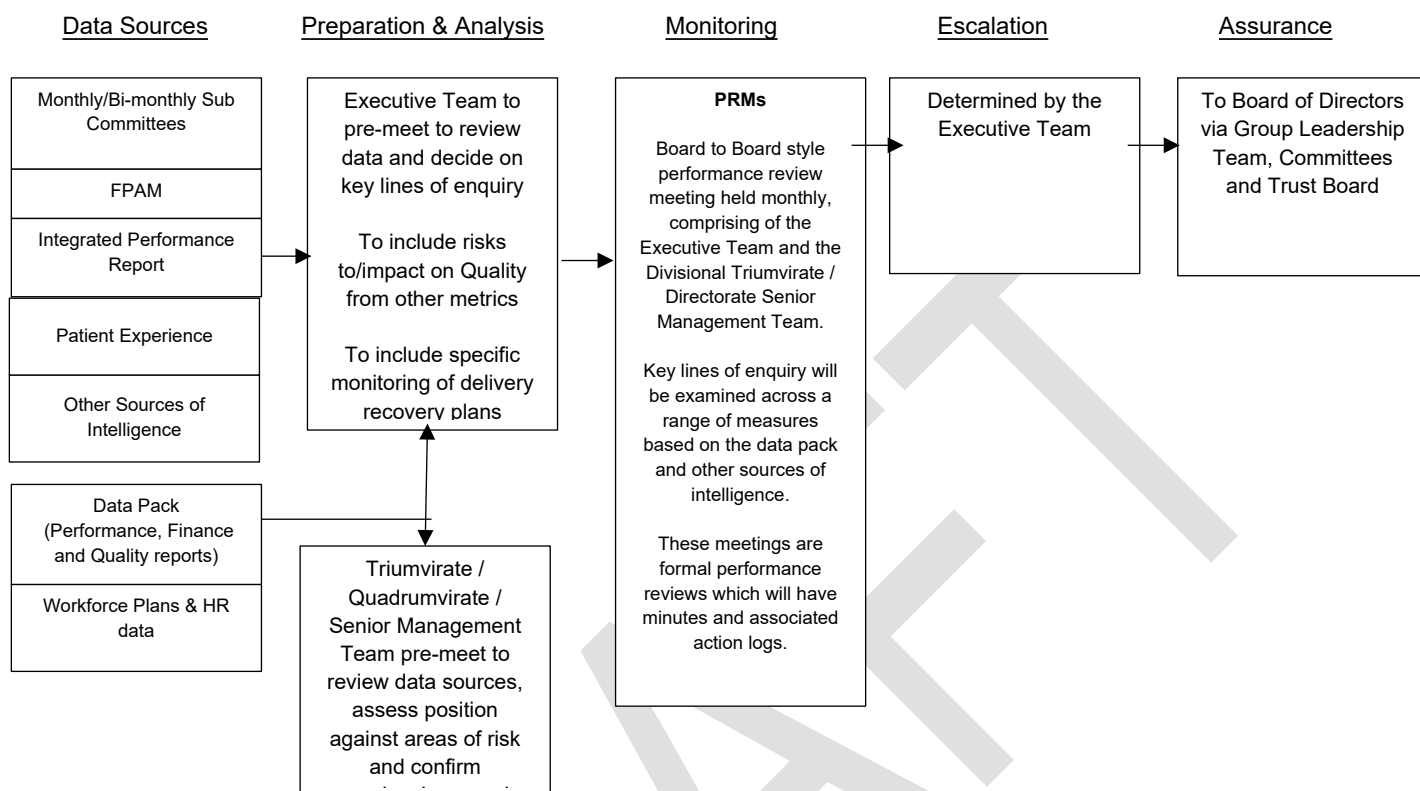 Data Sources
Preparation & Analysis
Monitoring
Escalation
Assurance
Monthly/Bi-monthly Sub
Committees
FPAM
Integrated Performance
Report
Patient Experience
Other Sources of
Intelligence
Data Pack
(Performance, Finance
and Quality reports)
Workforce Plans & HR
data
Executive Team to
pre-meet to review
data and decide on
key lines of enquiry
To include risks
to/impact on Quality
from other metrics
To include specific
monitoring of delivery
recovery plans
Triumvirate /
Quadrumvirate /
Senior Management
Team pre-meet to
review data sources,
assess position
against areas of risk
and confirm
PRMs
Board to Board style
performance review
meeting held monthly,
comprising of the
Executive Team and the
Divisional Triumvirate /
Directorate Senior
Management Team.
Key lines of enquiry will
be examined across a
range of measures
based on the data pack
and other sources of
intelligence.
These meetings are
formal performance
reviews which will have
minutes and associated
action logs.
Determined by the
Executive Team
To Board of Directors
via Group Leadership
Team, Committees
and Trust Board